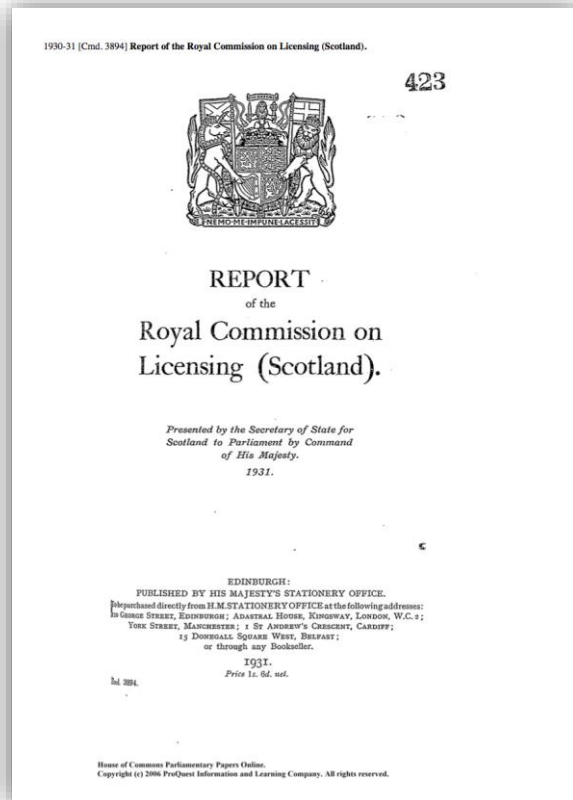 1930-31 [Cmd. 3894] Report of the Royal Commission on Licensing (Scotland).
423
NEMO·ME·IMPUNE·LACESSIT
REPORT
of the
Royal Commission on
Licensing (Scotland).
Presented by the Secretary of State for
Scotland to Parliament by Command
of His Majesty.
1931.
EDINBURGH:
PUBLISHED BY HIS MAJESTY'S STATIONERY OFFICE.
To be purchased directly from H.M. STATIONERY OFFICE at the following addresses:
GEORGE STREET, EDINBURGH; ADASTRAL HOUSE, KINGSWAY, LONDON, W.C. 2;
YORK STREET, MANCHESTER; 1 ST ANDREW'S CRESCENT, CARDIFF;
15 DONEGALL SQUARE WEST, BELFAST;
or through any Bookseller.
1931.
Price 1s. 6d. net.
Cmd. 3894.
House of Commons Parliamentary Papers Online.
Copyright (c) 2006 ProQuest Information and Learning Company. All rights reserved.